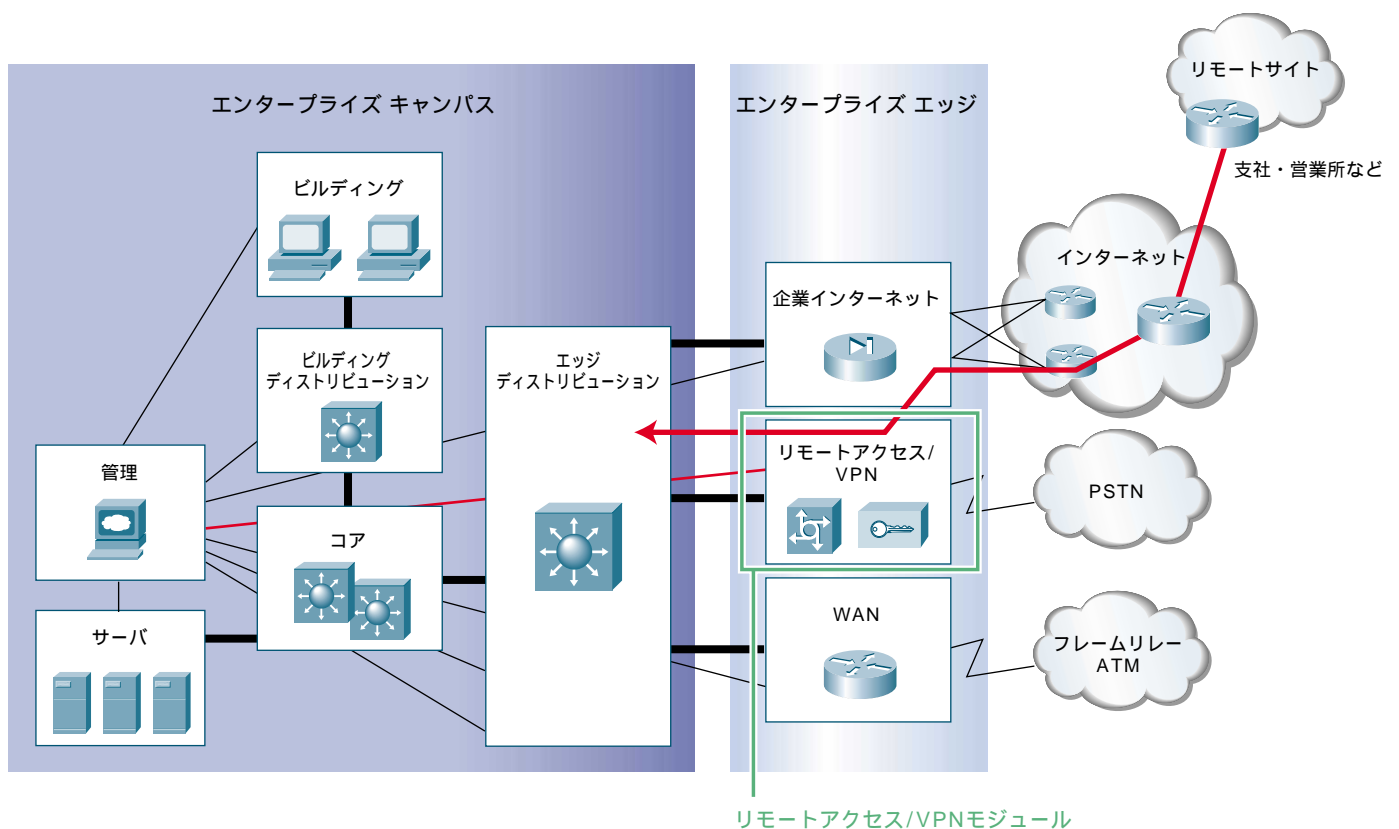 エンタープライズ キャンパス
エンタープライズ エッジ
リモートサイト
支社・営業所など
ビルディング
インターネット
企業インターネット
ビルディング
ディストリビューション
エッジ
ディストリビューション
管理
リモートアクセス/
VPN
PSTN
コア
サーバ
WAN
フレームリレー
ATM
リモートアクセス/VPNモジュール